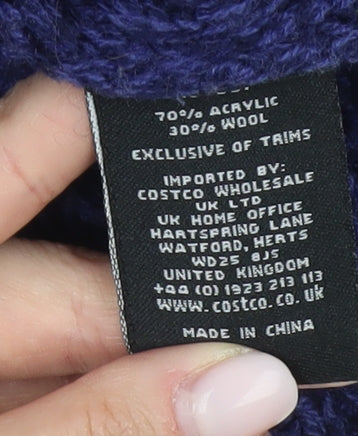 70% ACRYLIC
30% WOOL
EXCLUSIVE OF TRIMS
IMPORTED BY:
COSTCO WHOLESALE
UK LTD
UK HOME OFFICE
HARTSPRING LANE
WATFORD, HERTS
WD25 8JS
UNITED KINGDOM
+44 (0) 1923 213 113
WWW.COSTCO.CO.UK
MADE IN CHINA